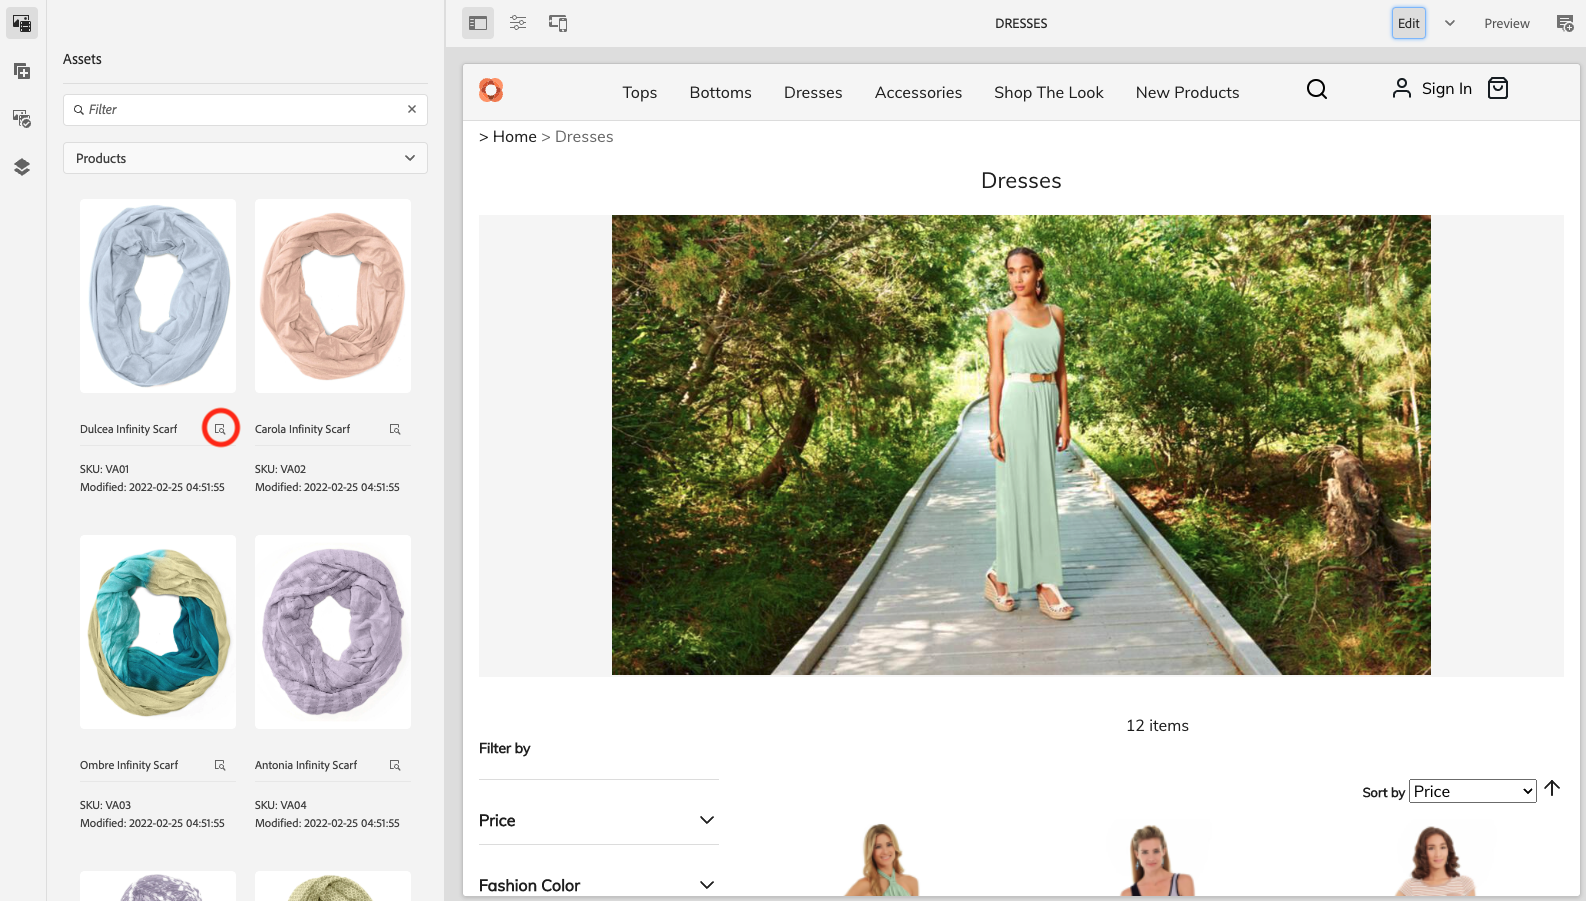 DRESSES
Edit
Preview
Assets
Filter
Products
Dulcea Infinity Scarf
SKU: VA01
Modified: 2022-02-25 04:51:55
Carola Infinity Scarf
SKU: VA02
Modified: 2022-02-25 04:51:55
Ombre Infinity Scarf
SKU: VA03
Modified: 2022-02-25 04:51:55
Antonia Infinity Scarf
SKU: VA04
Modified: 2022-02-25 04:51:55
Tops Bottoms Dresses Accessories Shop The Look New Products
Sign In
> Home > Dresses
Dresses
12 items
Filter by
Sort by Price
Price
Fashion Color